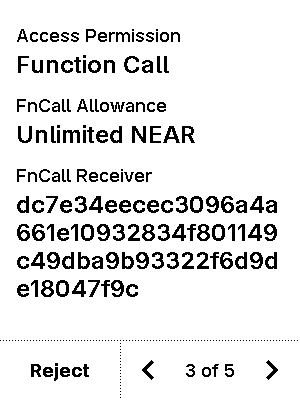 Access Permission
Function Call
FnCall Allowance
Unlimited NEAR
FnCall Receiver
dc7e34eecec3096a4a
661e10932834f801149
c49dba9b93322f6d9d
e18047f9c
Reject
3 of 5